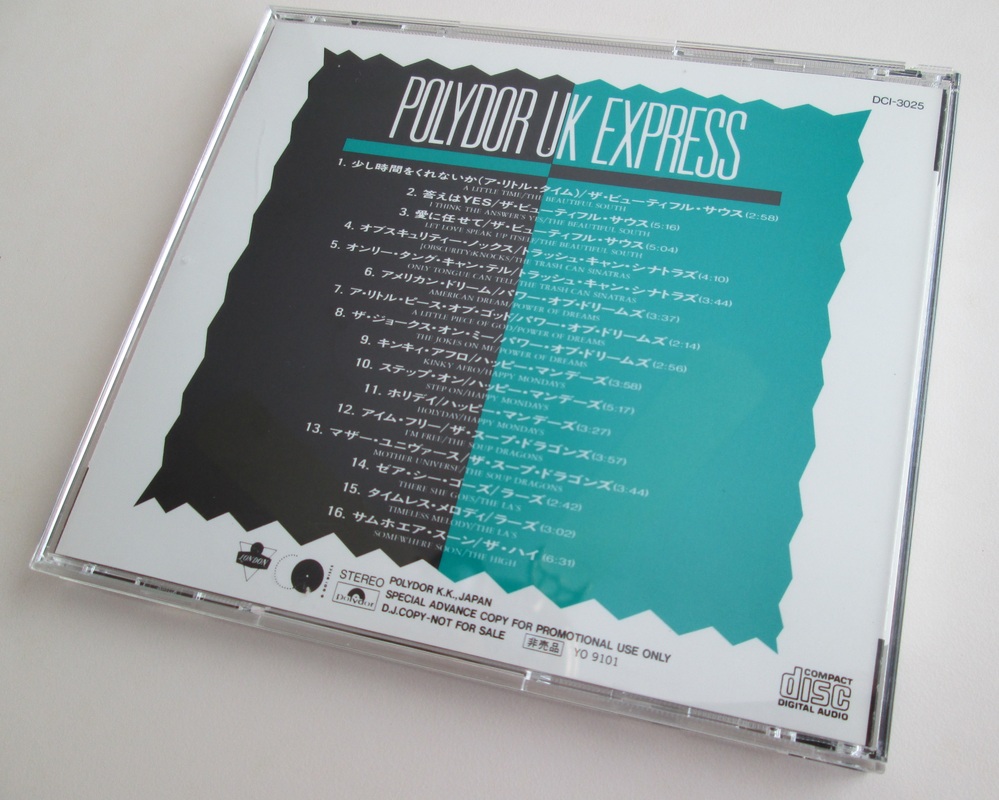 DCI-3025
POLYDOR UK EXPRESS
1. 少し時間をくれないか(ア・リトル・タイム)/ザ・ビューティフル・サウス(2:58)
A LITTLE TIME/THE BEAUTIFUL SOUTH
2. 答えはYES/ザ・ビューティフル・サウス(5:16)
I THINK THE ANSWER'S YES/THE BEAUTIFUL SOUTH
3. 愛に任せて/ザ・ビューティフル・サウス(5:04)
LET LOVE SPEAK UP ITSELF/THE BEAUTIFUL SOUTH
4. オブスキュリティー・ノックス/トラッシュ・キャン・シナトラズ(4:10)
OBSCURITY KNOCKS/THE TRASH CAN SINATRAS
5. オンリー・タング・キャン・テル/トラッシュ・キャン・シナトラズ(3:44)
ONLY TONGUE CAN TELL/THE TRASH CAN SINATRAS
6. アメリカン・ドリーム/パワー・オブ・ドリームズ(3:37)
AMERICAN DREAM/POWER OF DREAMS
7. ア・リトル・ピース・オブ・ゴッド/パワー・オブ・ドリームズ(2:14)
A LITTLE PIECE OF GOD/POWER OF DREAMS
8. ザ・ジョークス・オン・ミー/パワー・オブ・ドリームズ(2:56)
THE JOKES ON ME/POWER OF DREAMS
9. キンキィ・アフロ/ハッピー・マンデーズ(3:58)
KINKY AFRO/HAPPY MONDAYS
10. ステップ・オン/ハッピー・マンデーズ(5:17)
STEP ON/HAPPY MONDAYS
11. ホリデイ/ハッピー・マンデーズ(3:27)
HOLYDAY/HAPPY MONDAYS
12. アイム・フリー/ザ・スープ・ドラゴンズ(3:57)
I'M FREE/THE SOUP DRAGONS
13. マザー・ユニヴァース/ザ・スープ・ドラゴンズ(3:44)
MOTHER UNIVERSE/THE SOUP DRAGONS
14. ゼア・シー・ゴーズ/ラーズ(2:42)
THERE SHE GOES/THE LA'S
15. タイムレス・メロディ/ラーズ(3:02)
TIMELESS MELODY/THE LA'S
16. サムホエア・スーン/ザ・ハイ(6:31)
SOMEWHERE SOON/THE HIGH
LONDON
STEREO
polydor
POLYDOR K.K., JAPAN
SPECIAL ADVANCE COPY FOR PROMOTIONAL USE ONLY
D.J.COPY-NOT FOR SALE
非売品
YO 9101
COMPACT
disc
DIGITAL AUDIO